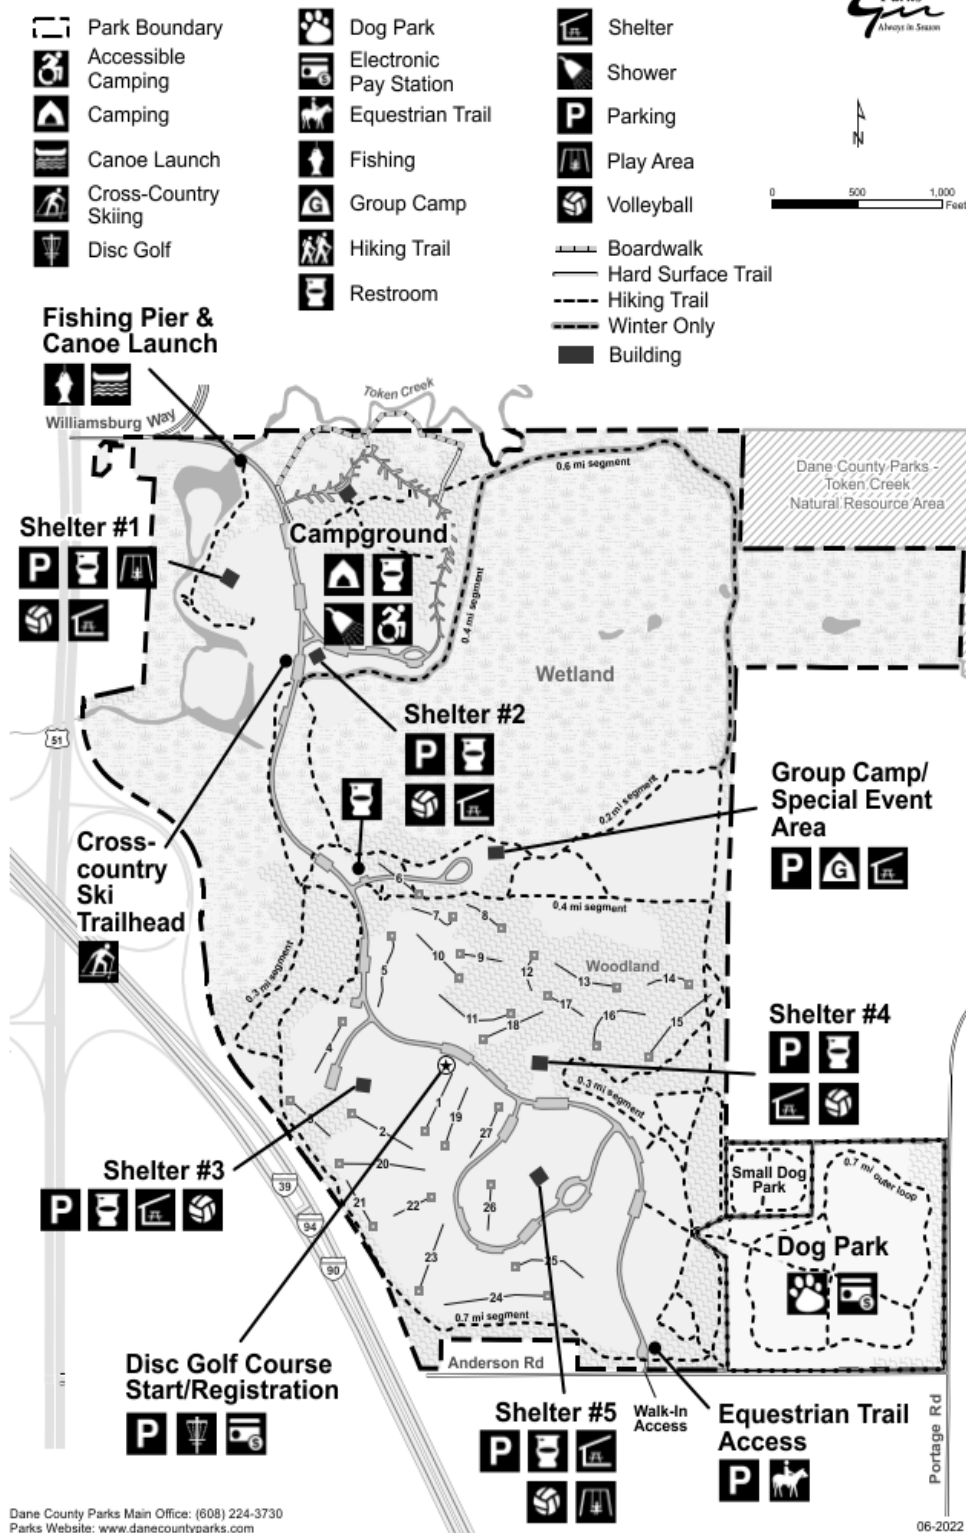 Parks
Always in Season
Park Boundary
Accessible
Camping
Camping
Canoe Launch
Cross-Country
Skiing
Disc Golf
Dog Park
Electronic
Pay Station
Equestrian Trail
Fishing
G
Group Camp
Hiking Trail
Restroom
Shelter
Shower
P
Parking
Play Area
Volleyball
Boardwalk
Hard Surface Trail
Hiking Trail
Winter Only
Building
N
0 500 1,000
Feet
Fishing Pier &
Canoe Launch
Williamsburg Way
Token Creek
0.6 mi segment
Dane County Parks -
Token Creek
Natural Resource Area
Shelter #1
P
Campground
0.4 mi segment
Wetland
51
Shelter #2
P
0.2 mi segment
Group Camp/
Special Event
Area
P G
Cross-
country
Ski
Trailhead
6
0.4 mi segment
7
8
0.3 mi segment
5
10
9
12
Woodland
13
14
17
11
18
16
15
Shelter #4
P
4
0.3 mi segment
3
2
1
19
27
20
Shelter #3
P
39
94
90
21
22
26
23
25
24
0.7 mi segment
Small Dog
Park
0.7 mi outer loop
Dog Park
$
Anderson Rd
Disc Golf Course
Start/Registration
P $
Shelter #5
P
Walk-In
Access
Equestrian Trail
Access
P
Portage Rd
Dane County Parks Main Office: (608) 224-3730
Parks Website: www.danecountyparks.com
06-2022